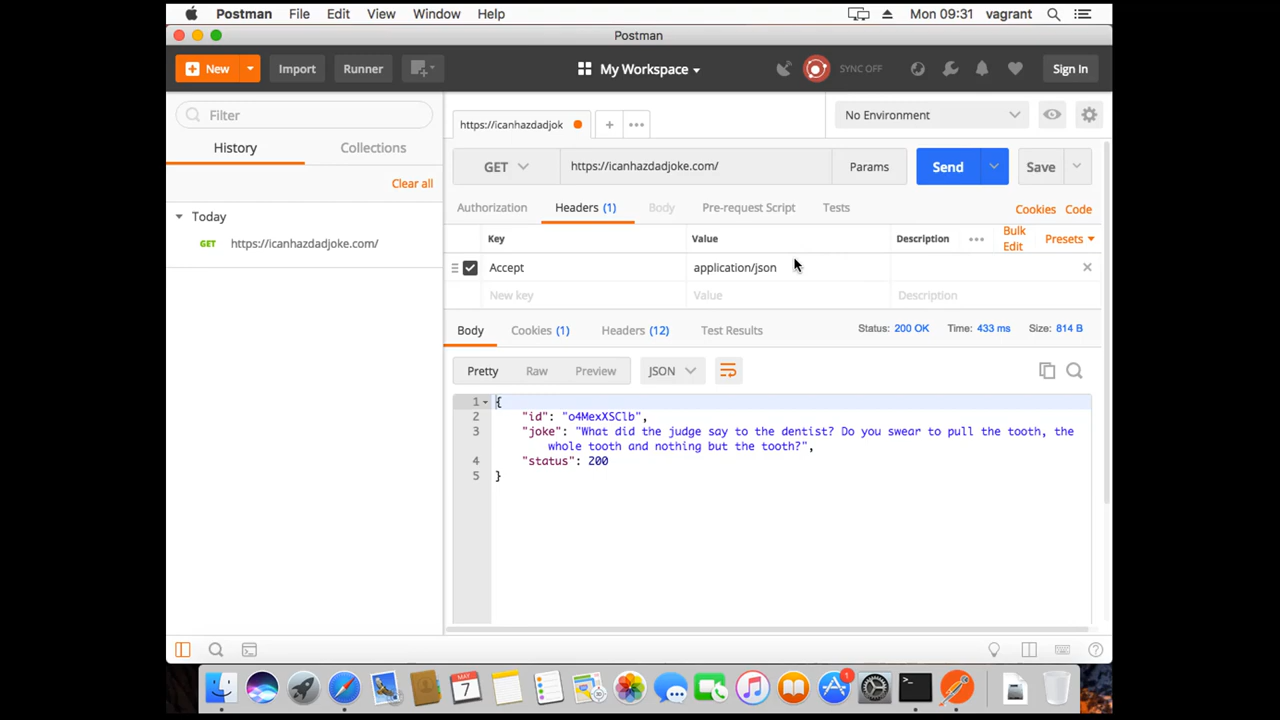 Postman File Edit View Window Help Mon 09:31 vagrant
Postman
New Import Runner My Workspace SYNC OFF Sign In
Filter
https://icanhazdadjok + ••• No Environment
History Collections
GET https://icanhazdadjoke.com/ Params Send Save
Clear all
Authorization Headers (1) Body Pre-request Script Tests Cookies Code
Today
GET https://icanhazdadjoke.com/
Key Value Description ••• Bulk Edit Presets
Accept application/json
New key Value Description
Body Cookies (1) Headers (12) Test Results Status: 200 OK Time: 433 ms Size: 814 B
Pretty Raw Preview JSON
1 {
2 "id": "o4MexXSClb",
3 "joke": "What did the judge say to the dentist? Do you swear to pull the tooth, the
whole tooth and nothing but the tooth?",
4 "status": 200
5 }
MAY
7
1